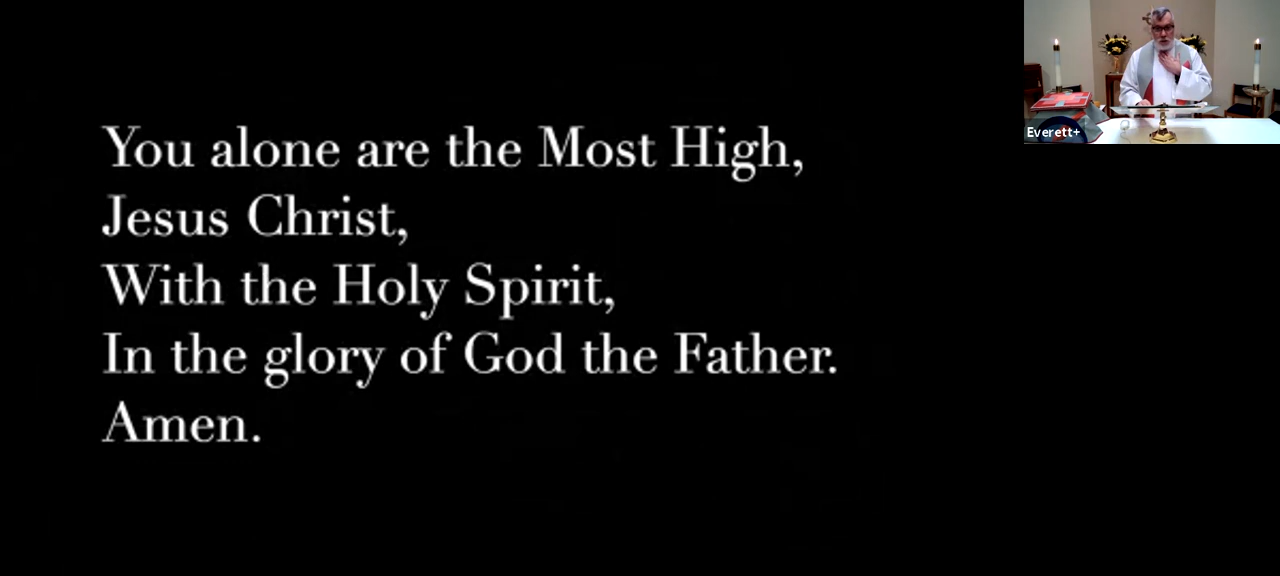 You alone are the Most High,
Jesus Christ,
With the Holy Spirit,
In the glory of God the Father.
Amen.
Everett+